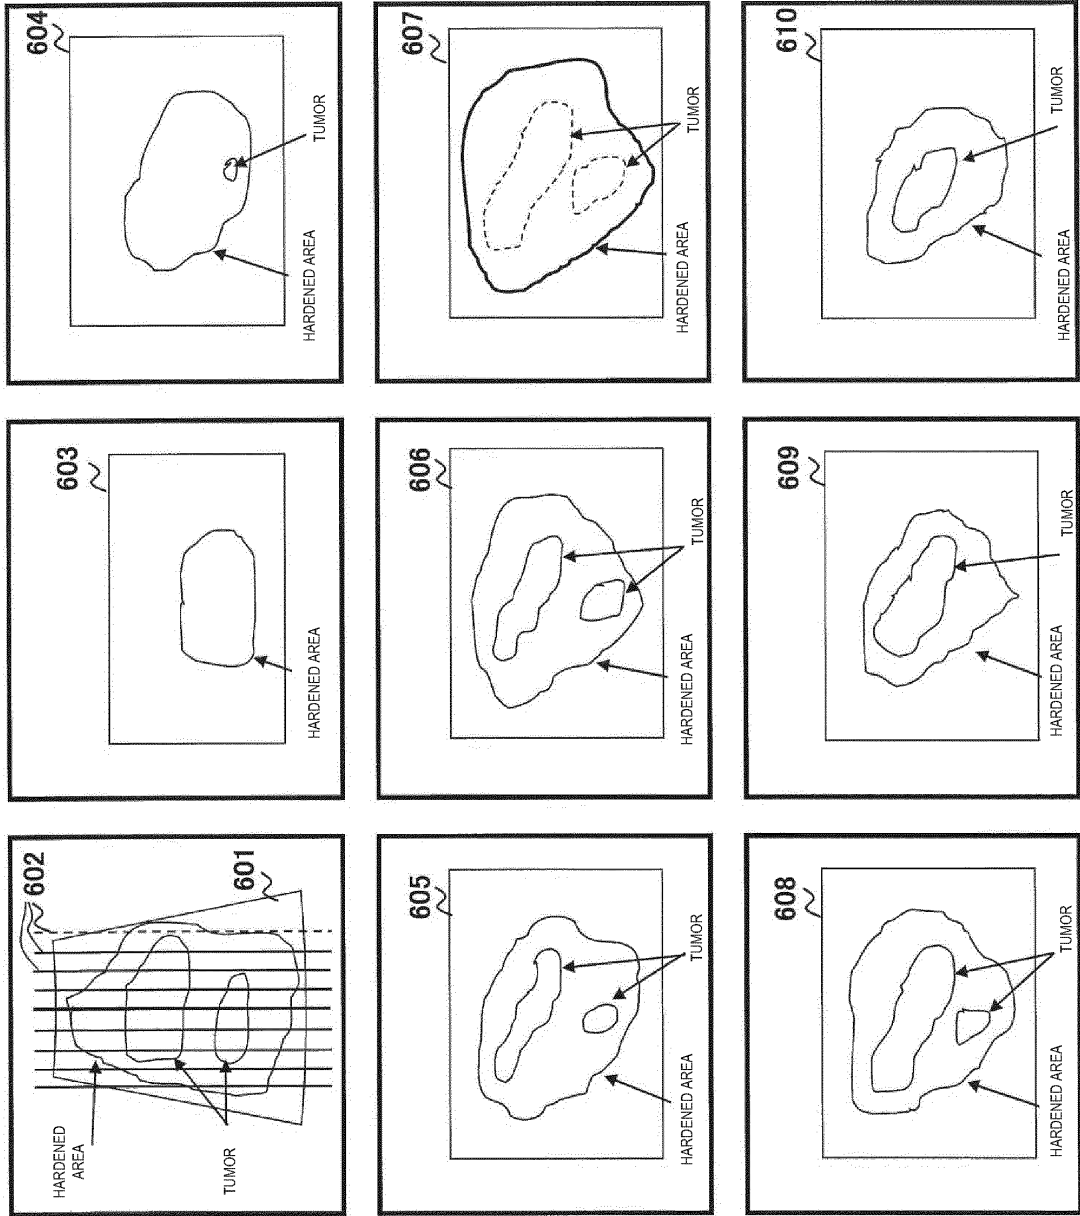 602
HARDENED
AREA
TUMOR
601
603
HARDENED AREA
604
HARDENED AREA
TUMOR
605
HARDENED AREA
TUMOR
606
HARDENED AREA
TUMOR
607
HARDENED AREA
TUMOR
608
HARDENED AREA
TUMOR
609
HARDENED AREA
TUMOR
610
HARDENED AREA
TUMOR